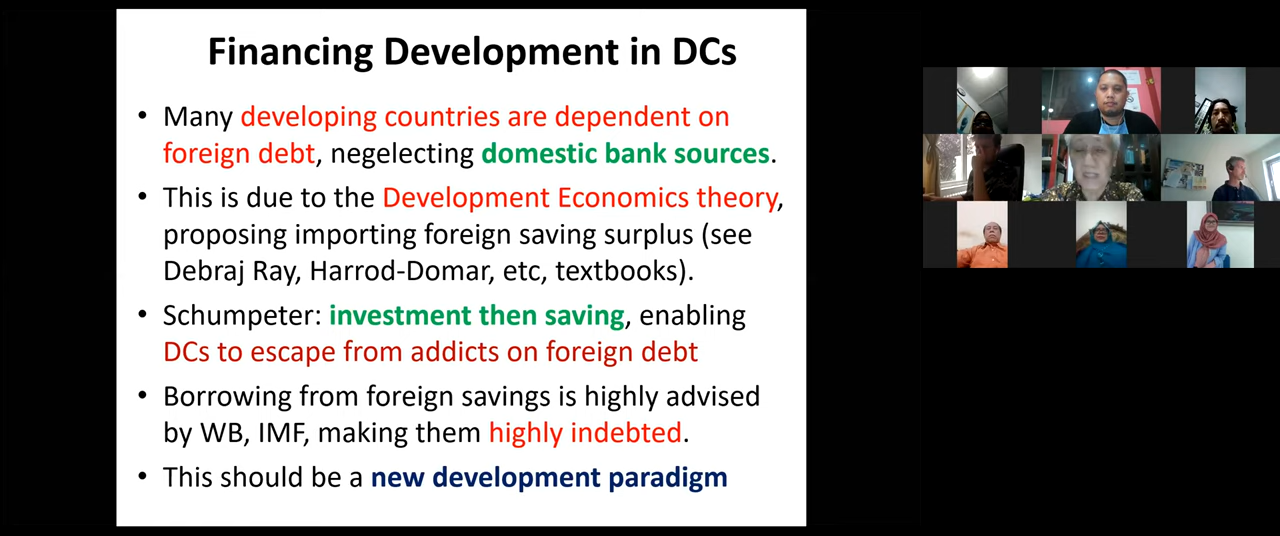 Financing Development in DCs
• Many developing countries are dependent on
foreign debt, negelecting domestic bank sources.
• This is due to the Development Economics theory,
proposing importing foreign saving surplus (see
Debraj Ray, Harrod-Domar, etc, textbooks).
• Schumpeter: investment then saving, enabling
DCs to escape from addicts on foreign debt
• Borrowing from foreign savings is highly advised
by WB, IMF, making them highly indebted.
• This should be a new development paradigm